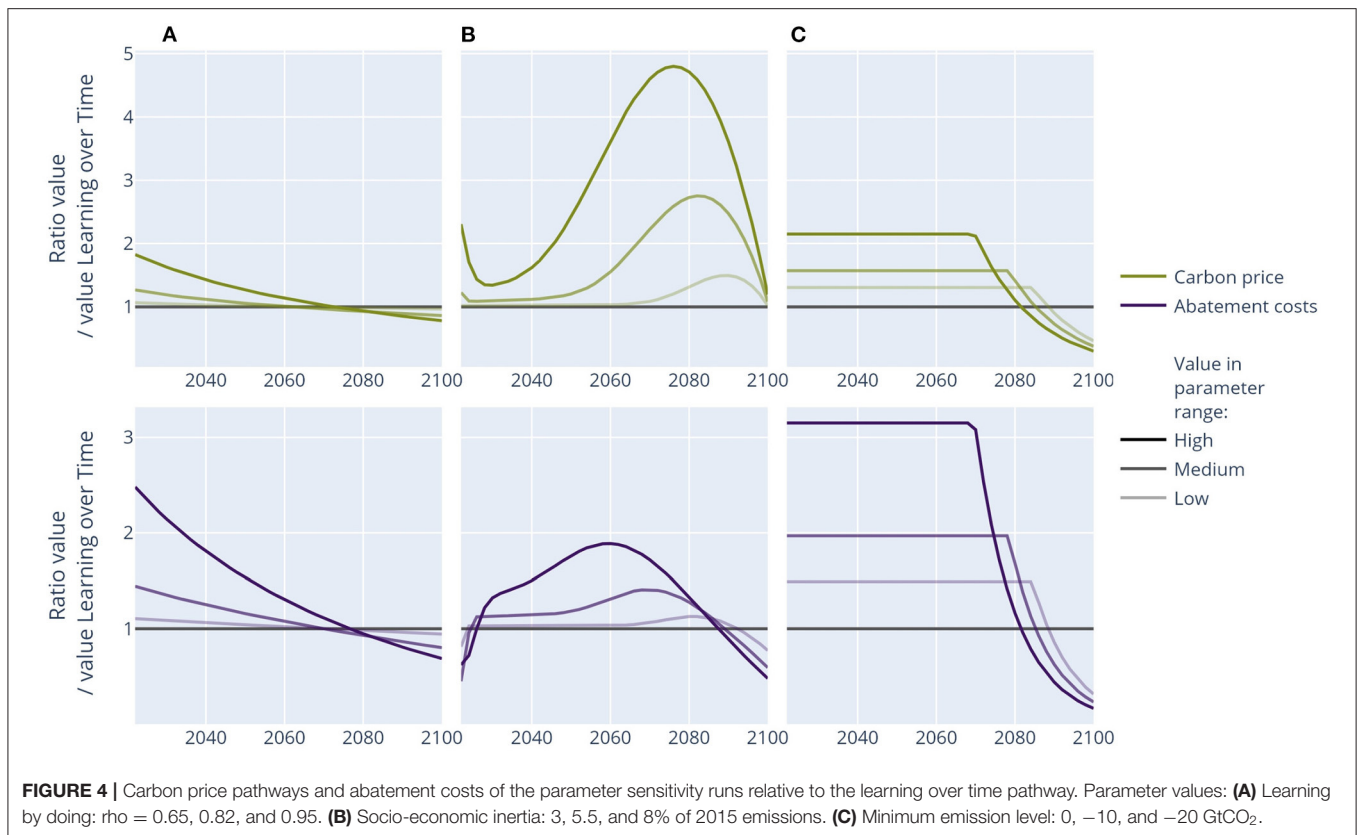 A
B
C
5
4
3
2
1
Ratio value
/ value Learning over Time
2040 2060 2080 2100
2040 2060 2080 2100
2040 2060 2080 2100
3
2
1
Ratio value
/ value Learning over Time
2040 2060 2080 2100
2040 2060 2080 2100
2040 2060 2080 2100
Carbon price
Abatement costs
Value in
parameter
range:
High
Medium
Low
FIGURE 4 | Carbon price pathways and abatement costs of the parameter sensitivity runs relative to the learning over time pathway. Parameter values: (A) Learning
by doing: rho = 0.65, 0.82, and 0.95. (B) Socio-economic inertia: 3, 5.5, and 8% of 2015 emissions. (C) Minimum emission level: 0, −10, and −20 GtCO₂.